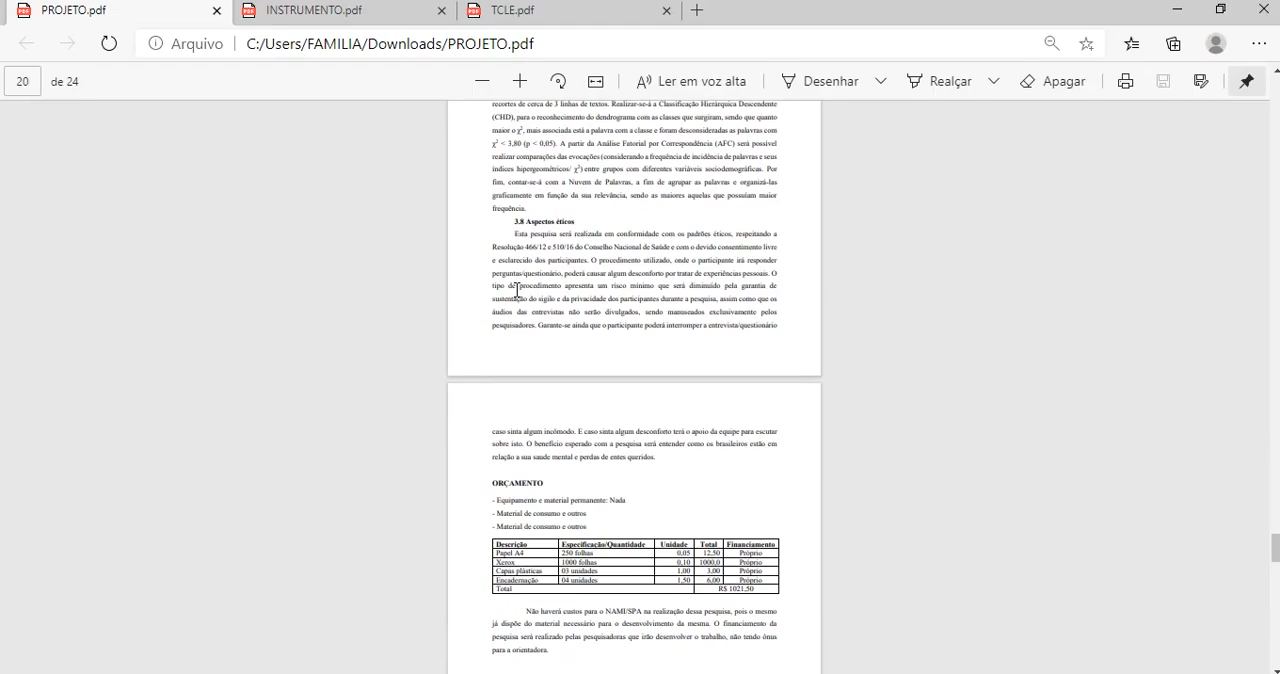 PROJETO.pdf
INSTRUMENTO.pdf
TCLE.pdf
Arquivo
C:/Users/FAMILIA/Downloads/PROJETO.pdf
20 de 24
Ler em voz alta
Desenhar
Realçar
Apagar
recortes de cerca de 3 linhas de textos. Realizar-se-á a Classificação Hierárquica Descendente
(CHD), para o reconhecimento do dendrograma com as classes que surgiram, sendo que quanto
maior o χ², mais associada está a palavra com a classe e foram desconsideradas as palavras com
χ² < 3,80 (p < 0,05). A partir da Análise Fatorial por Correspondência (AFC) será possível
realizar comparações das evocações (considerando a frequência de incidência de palavras e seus
índices hipergeométricos/ χ²) entre grupos com diferentes variáveis sociodemográficas. Por
fim, contar-se-á com a Nuvem de Palavras, a fim de agrupar as palavras e organizá-las
graficamente em função da sua relevância, sendo as maiores aquelas que possuíam maior
frequência.
3.8 Aspectos éticos
Esta pesquisa será realizada em conformidade com os padrões éticos, respeitando a
Resolução 466/12 e 510/16 do Conselho Nacional de Saúde e com o devido consentimento livre
e esclarecido dos participantes. O procedimento utilizado, onde o participante irá responder
perguntas/questionário, poderá causar algum desconforto por tratar de experiências pessoais. O
tipo de procedimento apresenta um risco mínimo que será diminuído pela garantia de
sustentação do sigilo e da privacidade dos participantes durante a pesquisa, assim como que os
áudios das entrevistas não serão divulgados, sendo manuseados exclusivamente pelos
pesquisadores. Garante-se ainda que o participante poderá interromper a entrevista/questionário
caso sinta algum incômodo. E caso sinta algum desconforto terá o apoio da equipe para escutar
sobre isto. O benefício esperado com a pesquisa será entender como os brasileiros estão em
relação a sua saude mental e perdas de entes queridos.
ORÇAMENTO
- Equipamento e material permanente: Nada
- Material de consumo e outros
- Material de consumo e outros
Descrição Especificação/Quantidade Unidade Total Financiamento
Papel A4 250 folhas 0,05 12,50 Próprio
Xerox 1000 folhas 0,10 1000,0 Próprio
Capas plásticas 03 unidades 1,00 3,00 Próprio
Encadernação 04 unidades 1,50 6,00 Próprio
Total R$ 1021,50
Não haverá custos para o NAMI/SPA na realização dessa pesquisa, pois o mesmo
já dispõe do material necessário para o desenvolvimento da mesma. O financiamento da
pesquisa será realizado pelas pesquisadoras que irão desenvolver o trabalho, não tendo ônus
para a orientadora.